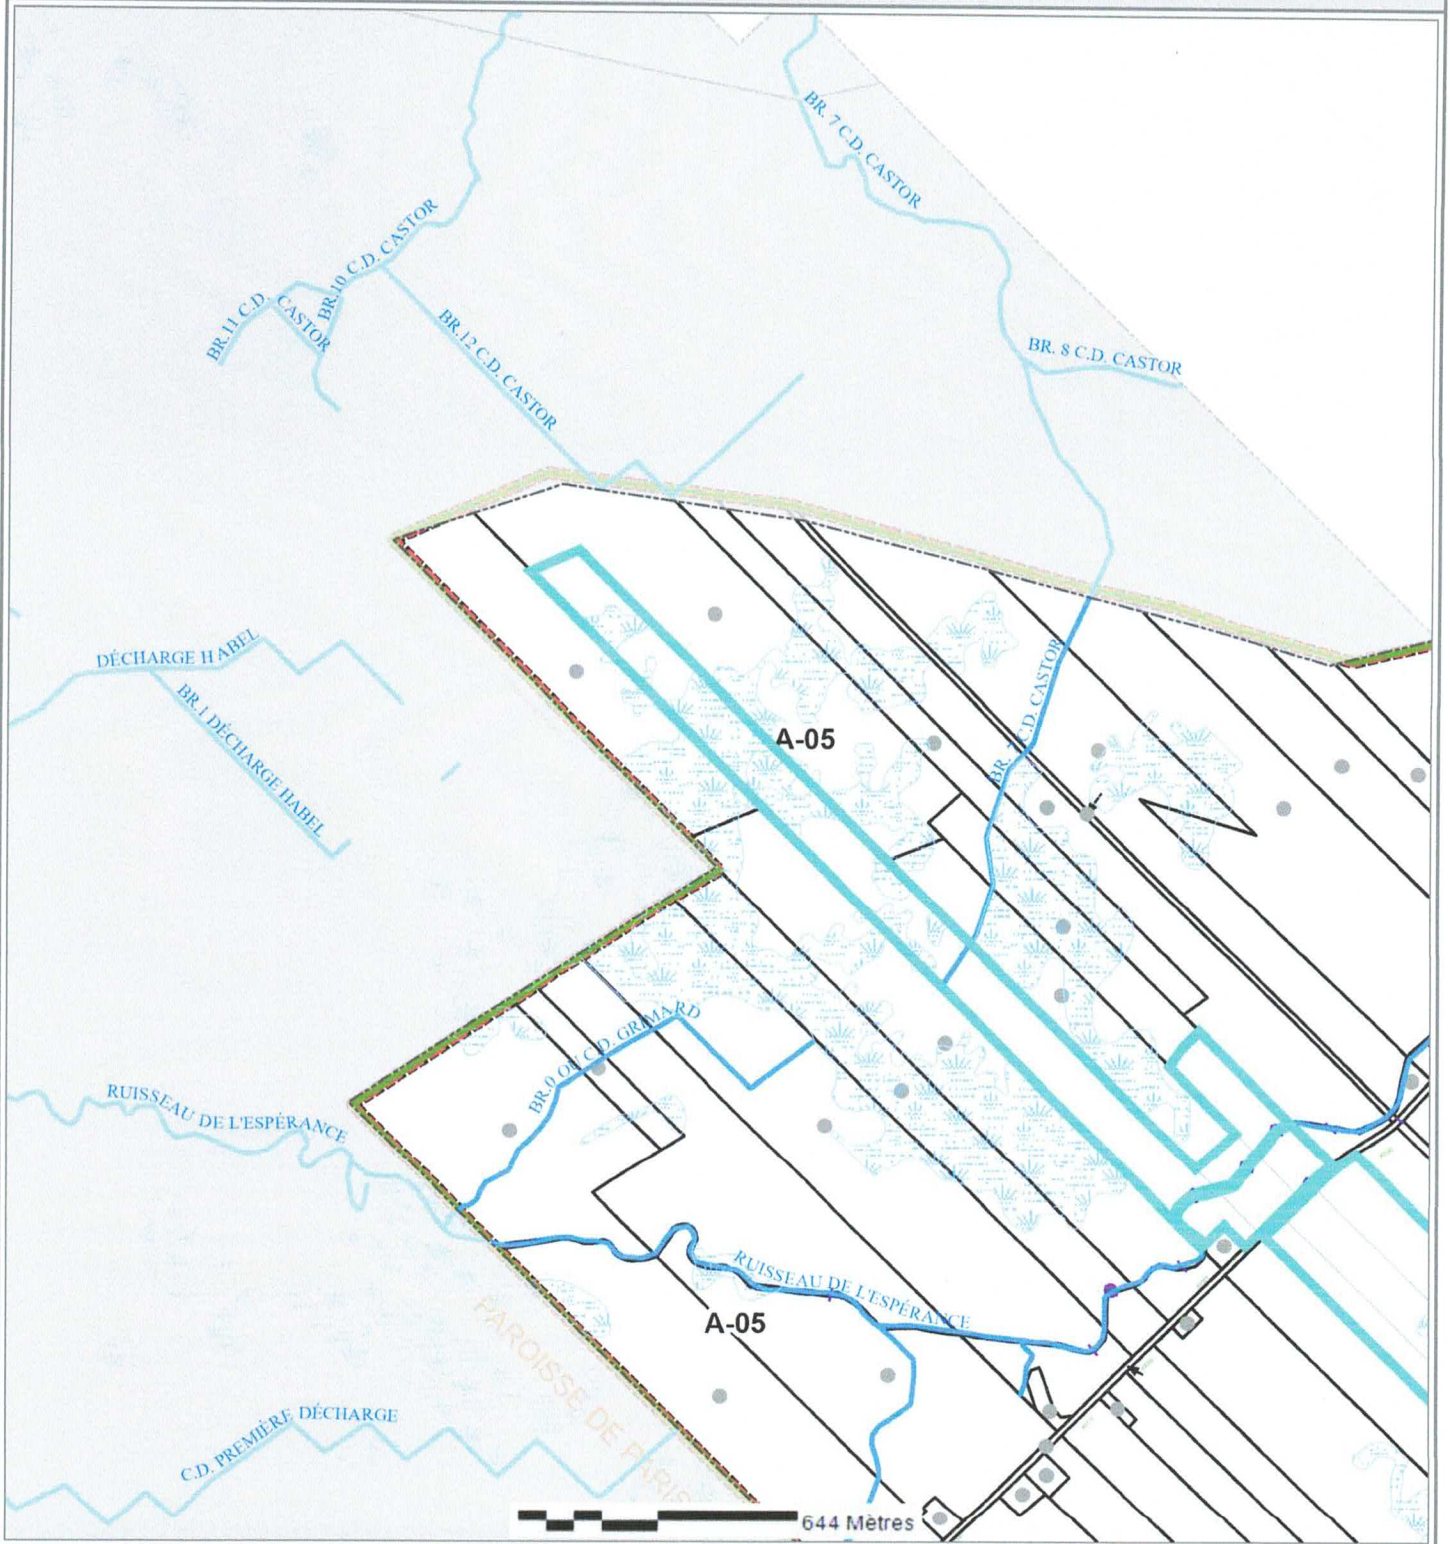 BR. 7 C.D. CASTOR
BR. 10 C.D. CASTOR
BR. 11 C.D. CASTOR
BR. 12 C.D. CASTOR
BR. 8 C.D. CASTOR
DÉCHARGE HABEL
BR. 1 DÉCHARGE HABEL
BR. 7 C.D. CASTOR
A-05
BR.0 OU C.D. GRIMARD
RUISSEAU DE L'ESPÉRANCE
RUISSEAU DE L'ESPÉRANCE
A-05
PAROISSE DE PARIS
C.D. PREMIÈRE DÉCHARGE
644 Mètres